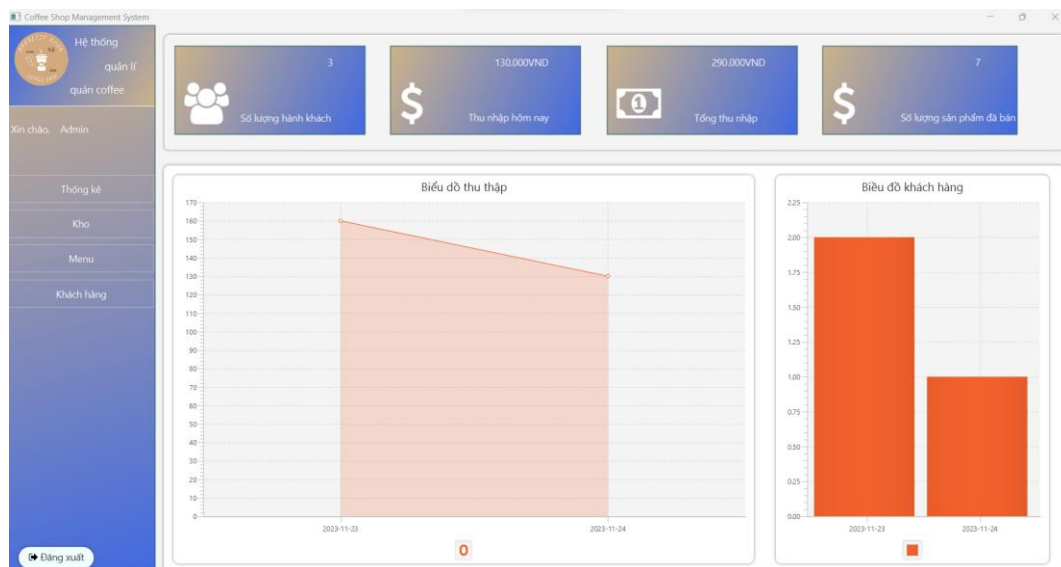 Coffee Shop Management System
Hệ thống
quản lí
quán coffee
Xin chào, Admin
Thống kê
Kho
Menu
Khách hàng
Đăng xuất
3
Số lượng hành khách
130.000VND
Thu nhập hôm nay
290.000VND
Tổng thu nhập
7
Số lượng sản phẩm đã bán
Biểu dồ thu thập
170
160
150
140
130
120
110
100
90
80
70
60
50
40
30
20
10
0
2023-11-23 2023-11-24
Biều đồ khách hàng
2.25
2.00
1.75
1.50
1.25
1.00
0.75
0.50
0.25
0.00
2023-11-23 2023-11-24